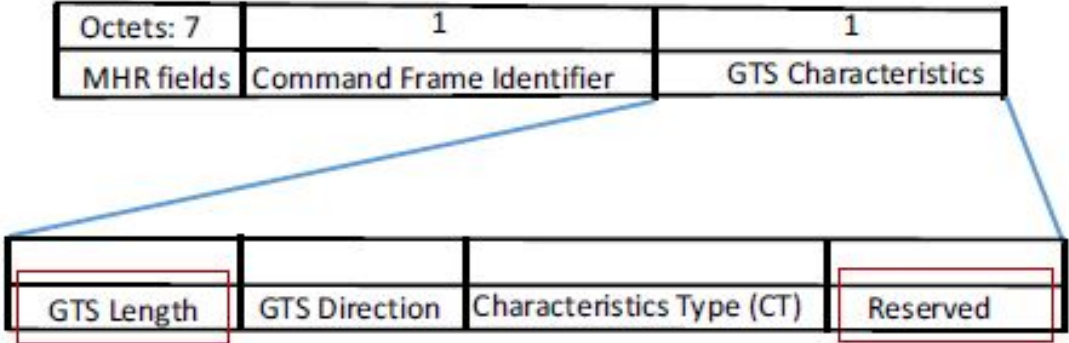 Octets: 7 1 1
MHR fields Command Frame Identifier GTS Characteristics
GTS Length GTS Direction Characteristics Type (CT) Reserved